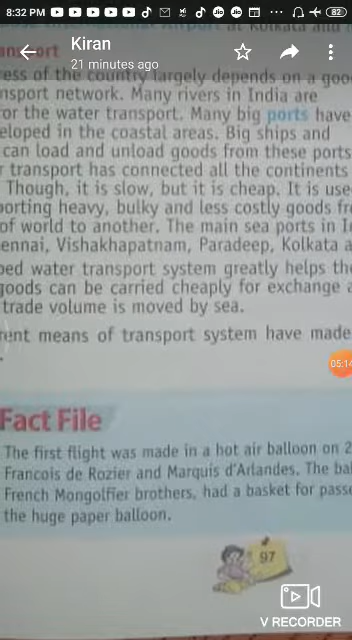 8:32 PM
82
Kiran
21 minutes ago
ansport
ress of the country largely depends on a goo
nsport network. Many rivers in India are
or the water transport. Many big ports have
eloped in the coastal areas. Big ships and
can load and unload goods from these ports
r transport has connected all the continents
Though, it is slow, but it is cheap. It is use
porting heavy, bulky and less costly goods fr
of world to another. The main sea ports in I
ennai, Vishakhapatnam, Paradeep, Kolkata a
ped water transport system greatly helps the
goods can be carried cheaply for exchange a
trade volume is moved by sea.
rent means of transport system have made
05:14
Fact File
The first flight was made in a hot air balloon on 2
Francois de Rozier and Marquis d'Arlandes. The ba
French Mongolfier brothers, had a basket for passe
the huge paper balloon.
97
V RECORDER